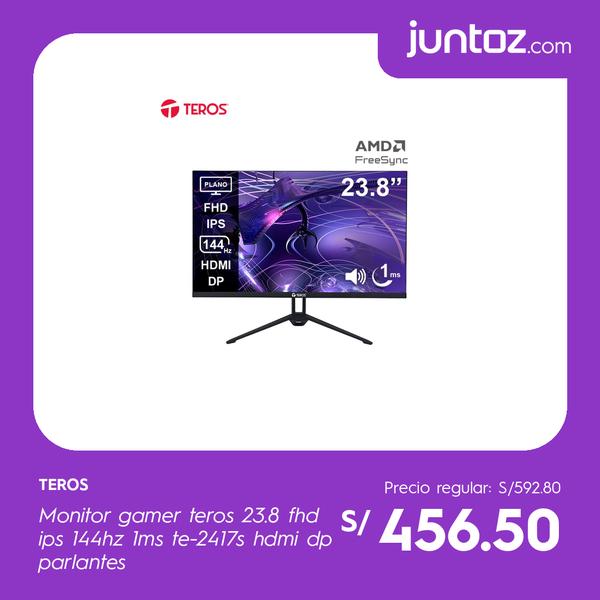 juntoz.com
TEROS
AMD
FreeSync
PLANO
23.8”
FHD
IPS
144Hz
HDMI
1ms
DP
TEROS
TEROS
Precio regular: S/592.80
Monitor gamer teros 23.8 fhd
ips 144hz 1ms te-2417s hdmi dp
parlantes
S/ 456.50